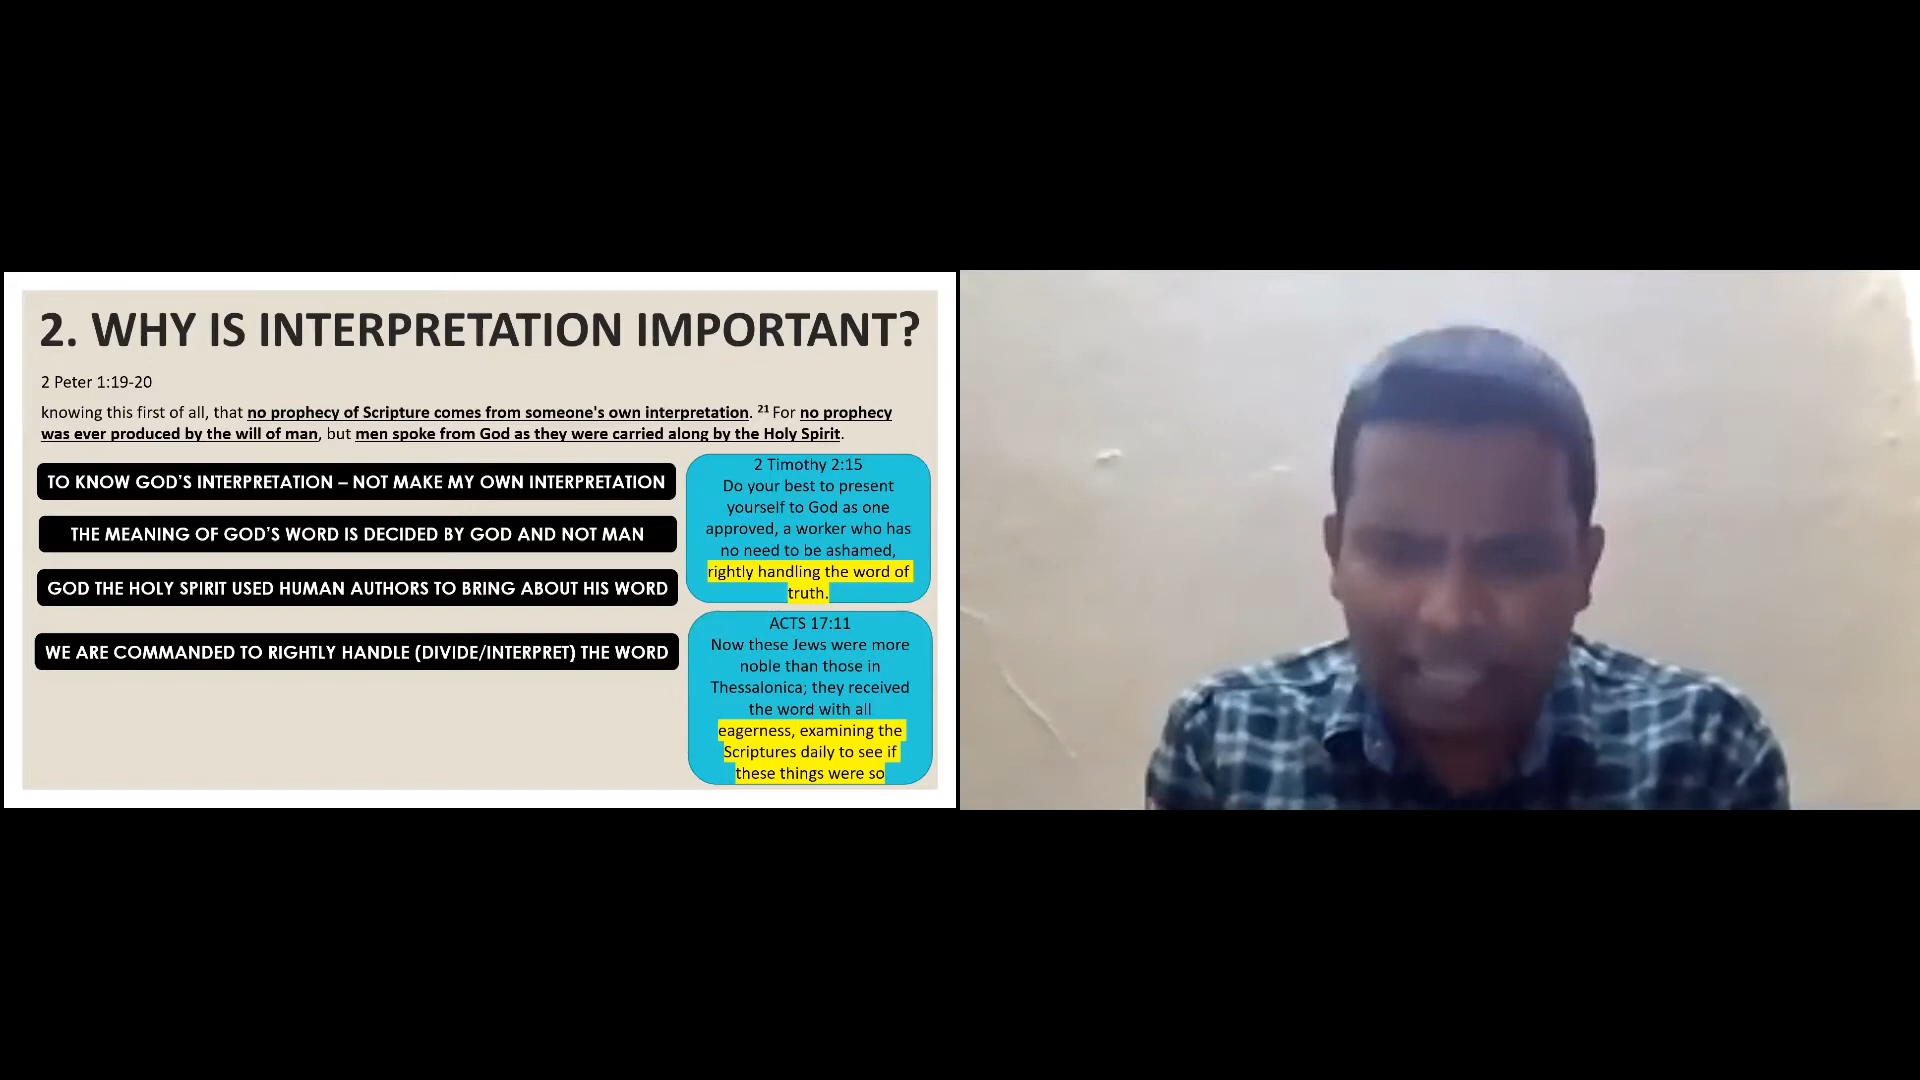 2. WHY IS INTERPRETATION IMPORTANT?
2 Peter 1:19-20
knowing this first of all, that no prophecy of Scripture comes from someone's own interpretation. 21 For no prophecy
was ever produced by the will of man, but men spoke from God as they were carried along by the Holy Spirit.
TO KNOW GOD'S INTERPRETATION – NOT MAKE MY OWN INTERPRETATION
THE MEANING OF GOD'S WORD IS DECIDED BY GOD AND NOT MAN
GOD THE HOLY SPIRIT USED HUMAN AUTHORS TO BRING ABOUT HIS WORD
WE ARE COMMANDED TO RIGHTLY HANDLE (DIVIDE/INTERPRET) THE WORD
2 Timothy 2:15
Do your best to present
yourself to God as one
approved, a worker who has
no need to be ashamed,
rightly handling the word of
truth.
ACTS 17:11
Now these Jews were more
noble than those in
Thessalonica; they received
the word with all
eagerness, examining the
Scriptures daily to see if
these things were so